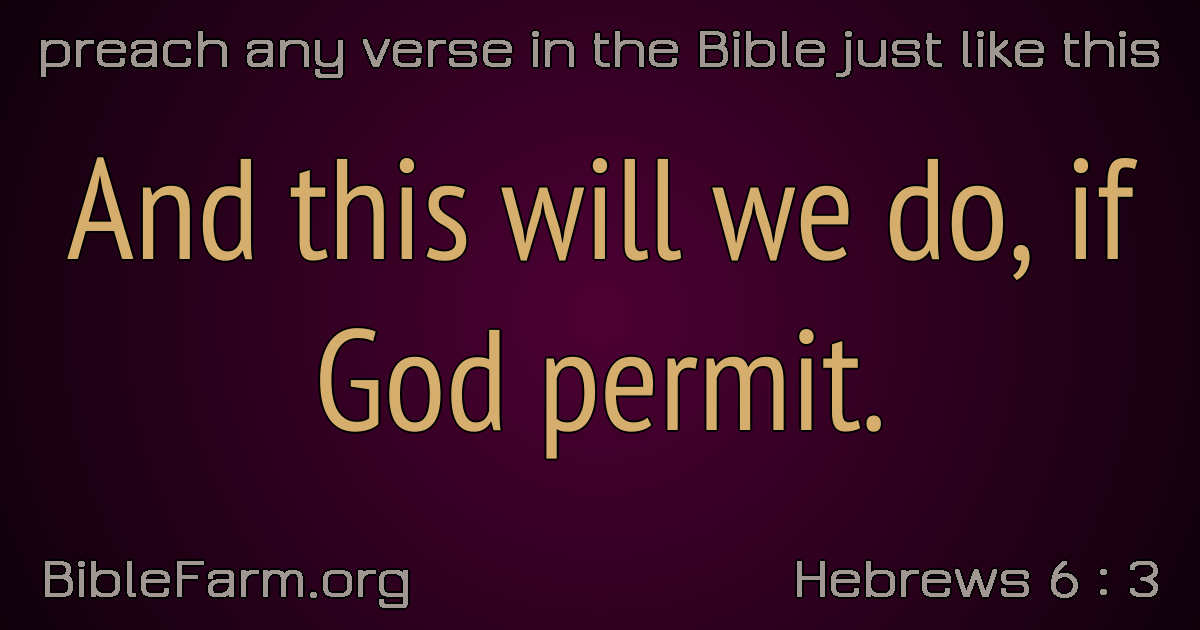 preach any verse in the Bible just like this
And this will we do, if
God permit.
BibleFarm.org
Hebrews 6 : 3